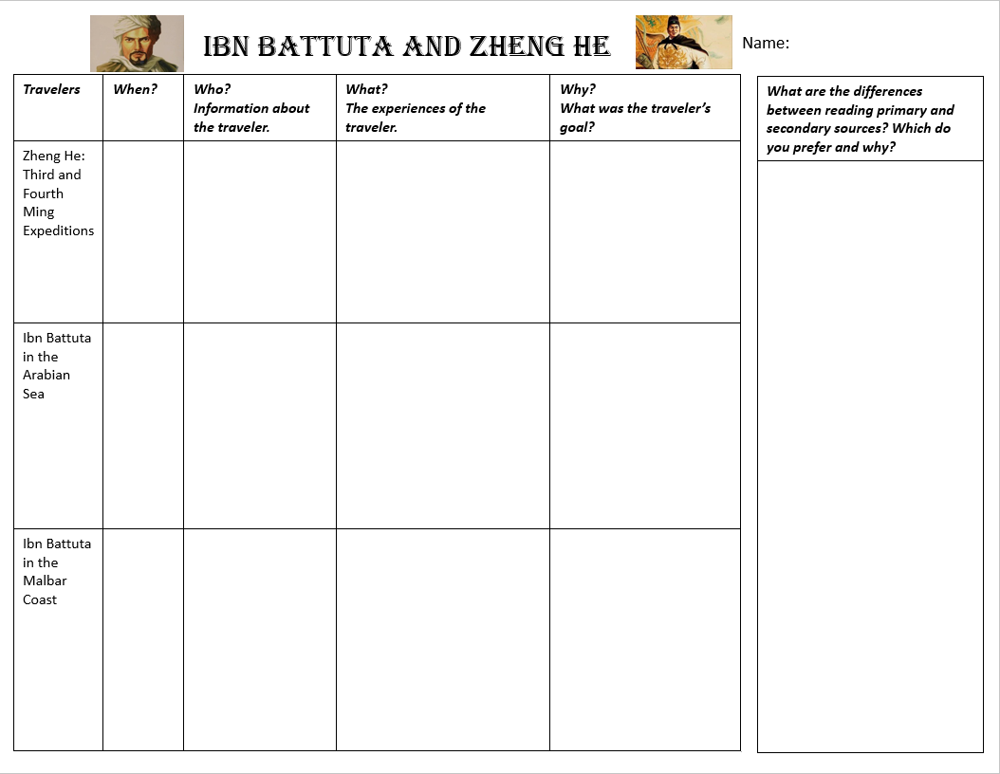 IBN BATTUTA AND ZHENG HE
Name:
Travelers
When?
Who?
Information about
the traveler.
What?
The experiences of the
traveler.
Why?
What was the traveler's
goal?
Zheng He:
Third and
Fourth
Ming
Expeditions
Ibn Battuta
in the
Arabian
Sea
Ibn Battuta
in the
Malbar
Coast
What are the differences
between reading primary and
secondary sources? Which do
you prefer and why?